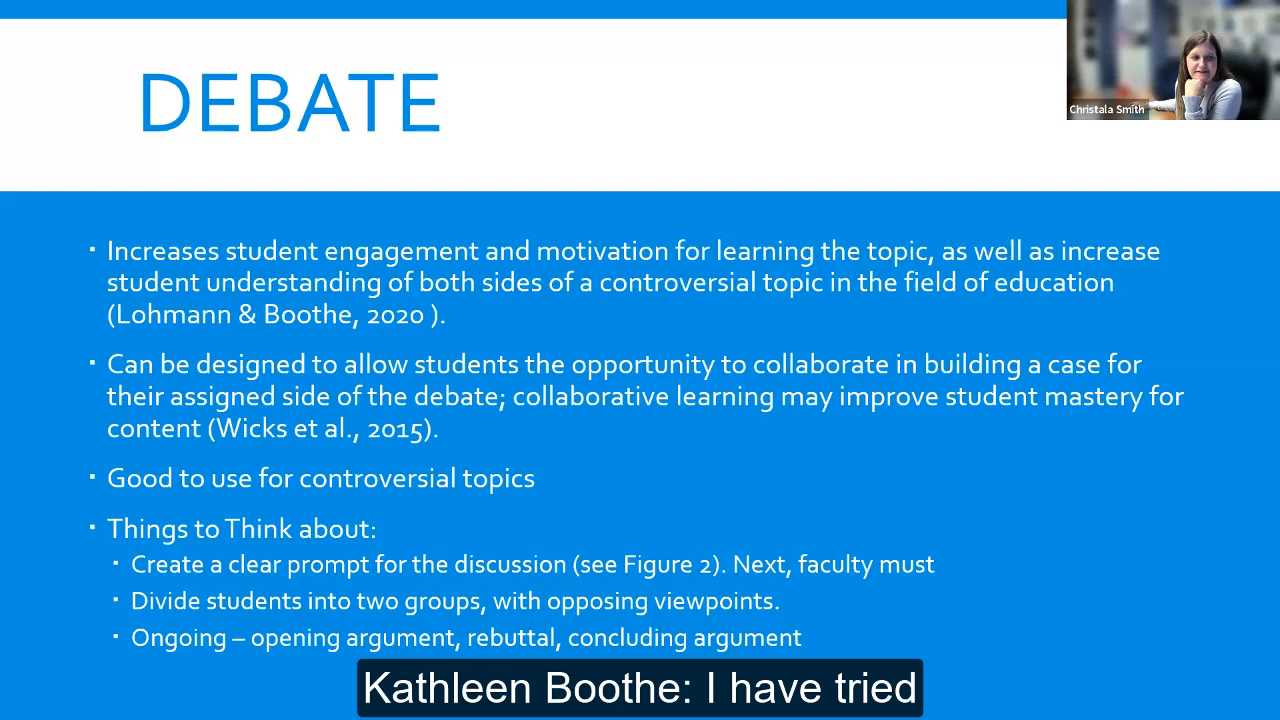 DEBATE
Christala Smith
▪ Increases student engagement and motivation for learning the topic, as well as increase
student understanding of both sides of a controversial topic in the field of education
(Lohmann & Boothe, 2020 ).
▪ Can be designed to allow students the opportunity to collaborate in building a case for
their assigned side of the debate; collaborative learning may improve student mastery for
content (Wicks et al., 2015).
▪ Good to use for controversial topics
▪ Things to Think about:
▪ Create a clear prompt for the discussion (see Figure 2). Next, faculty must
▪ Divide students into two groups, with opposing viewpoints.
▪ Ongoing – opening argument, rebuttal, concluding argument
Kathleen Boothe: I have tried